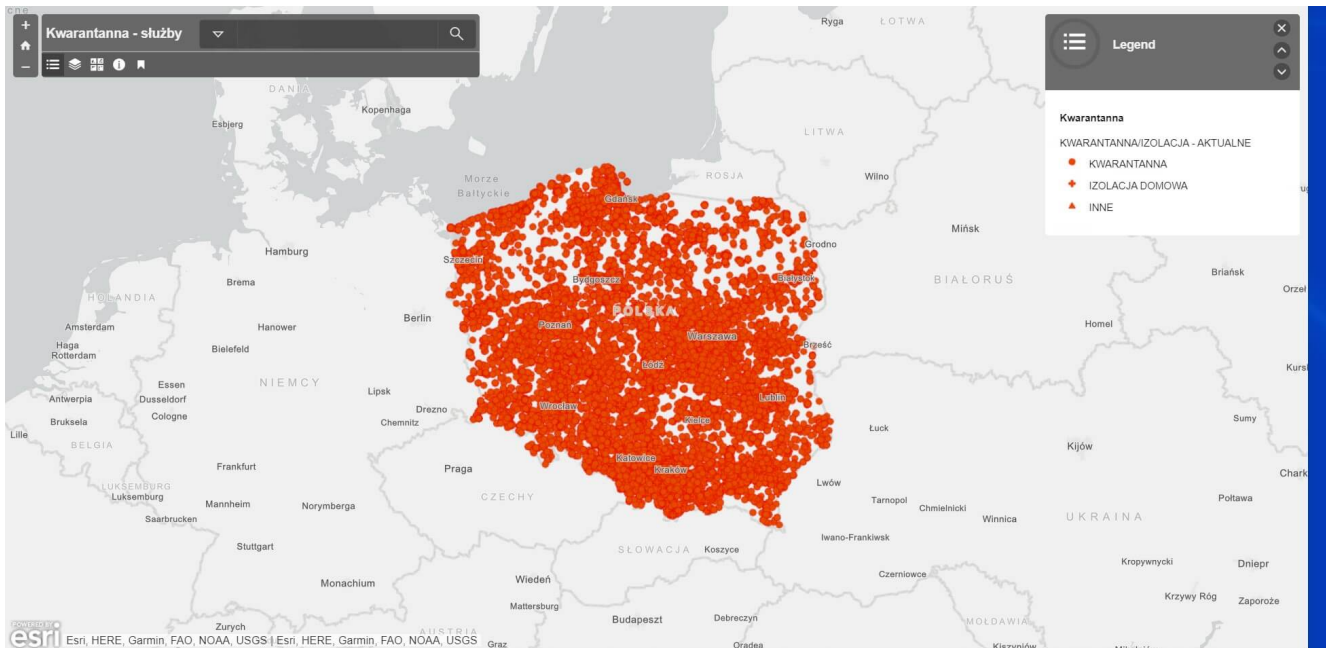 Kwarantanna - służby
Legend
Kwarantanna
KWARANTANNA/IZOLACJA - AKTUALNE
KWARANTANNA
IZOLACJA DOMOWA
INNE
Ryga
ŁOTWA
DANIA
Kopenhaga
Esbjerg
LITWA
Morze
Bałtyckie
ROSJA
Wilno
Gdańsk
Mińsk
Grodno
Hamburg
Szczecin
Bydgoszcz
Białystok
BIAŁORUŚ
Briańsk
Brema
Orzeł
HOLANDIA
POLSKA
Berlin
Amsterdam
Hanower
Poznań
Warszawa
Homel
Haga
Rotterdam
Bielefeld
Łódź
Brześć
Kursk
Essen
NIEMCY
Lipsk
Antwerpia
Dusseldorf
Wrocław
Lublin
Drezno
Bruksela
Cologne
Chemnitz
Kielce
Sumy
Lille
Łuck
Kijów
BELGIA
Katowice
Frankfurt
Praga
Kraków
Chark
LUKSEMBURG
Luksemburg
Lwów
Mannheim
Norymberga
CZECHY
Tarnopol
Chmielnicki
Połtawa
Saarbrucken
Winnica
UKRAINA
Iwano-Frankiwsk
Stuttgart
SŁOWACJA
Koszyce
Kropywnycki
Dniepr
Monachium
Wiedeń
Czerniowce
Mattersburg
Krzywy Róg
Zaporoże
Budapeszt
Debreczyn
MOŁDAWIA
Zurych
POWERED BY
esri
Esri, HERE, Garmin, FAO, NOAA, USGS | Esri, HERE, Garmin, FAO, NOAA, USGS
AUSTRIA
Graz
Oradea
Kiszyniów